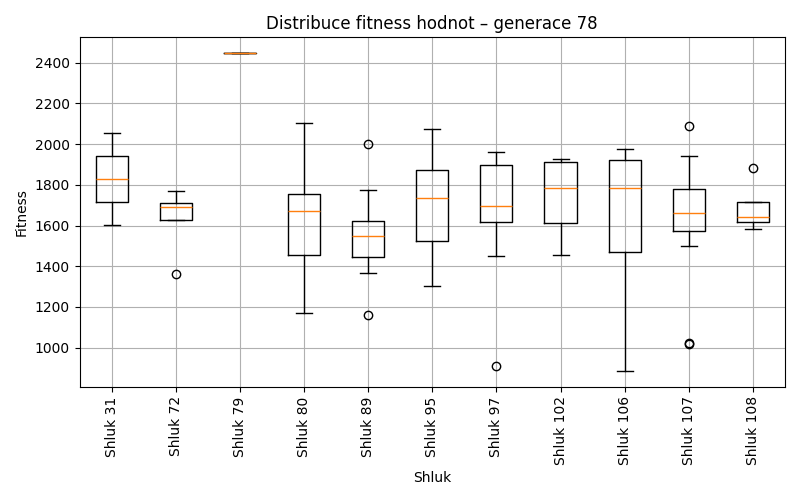 Distribuce fitness hodnot – generace 78
Fitness
2400
2200
2000
1800
1600
1400
1200
1000
Shluk 31
Shluk 72
Shluk 79
Shluk 80
Shluk 89
Shluk 95
Shluk 97
Shluk 102
Shluk 106
Shluk 107
Shluk 108
Shluk